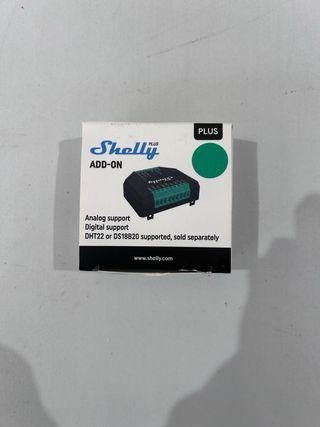 PLUS
Shelly PLUS
ADD-ON
Analog support
Digital support
DHT22 or DS18B20 supported, sold separately
www.shelly.com